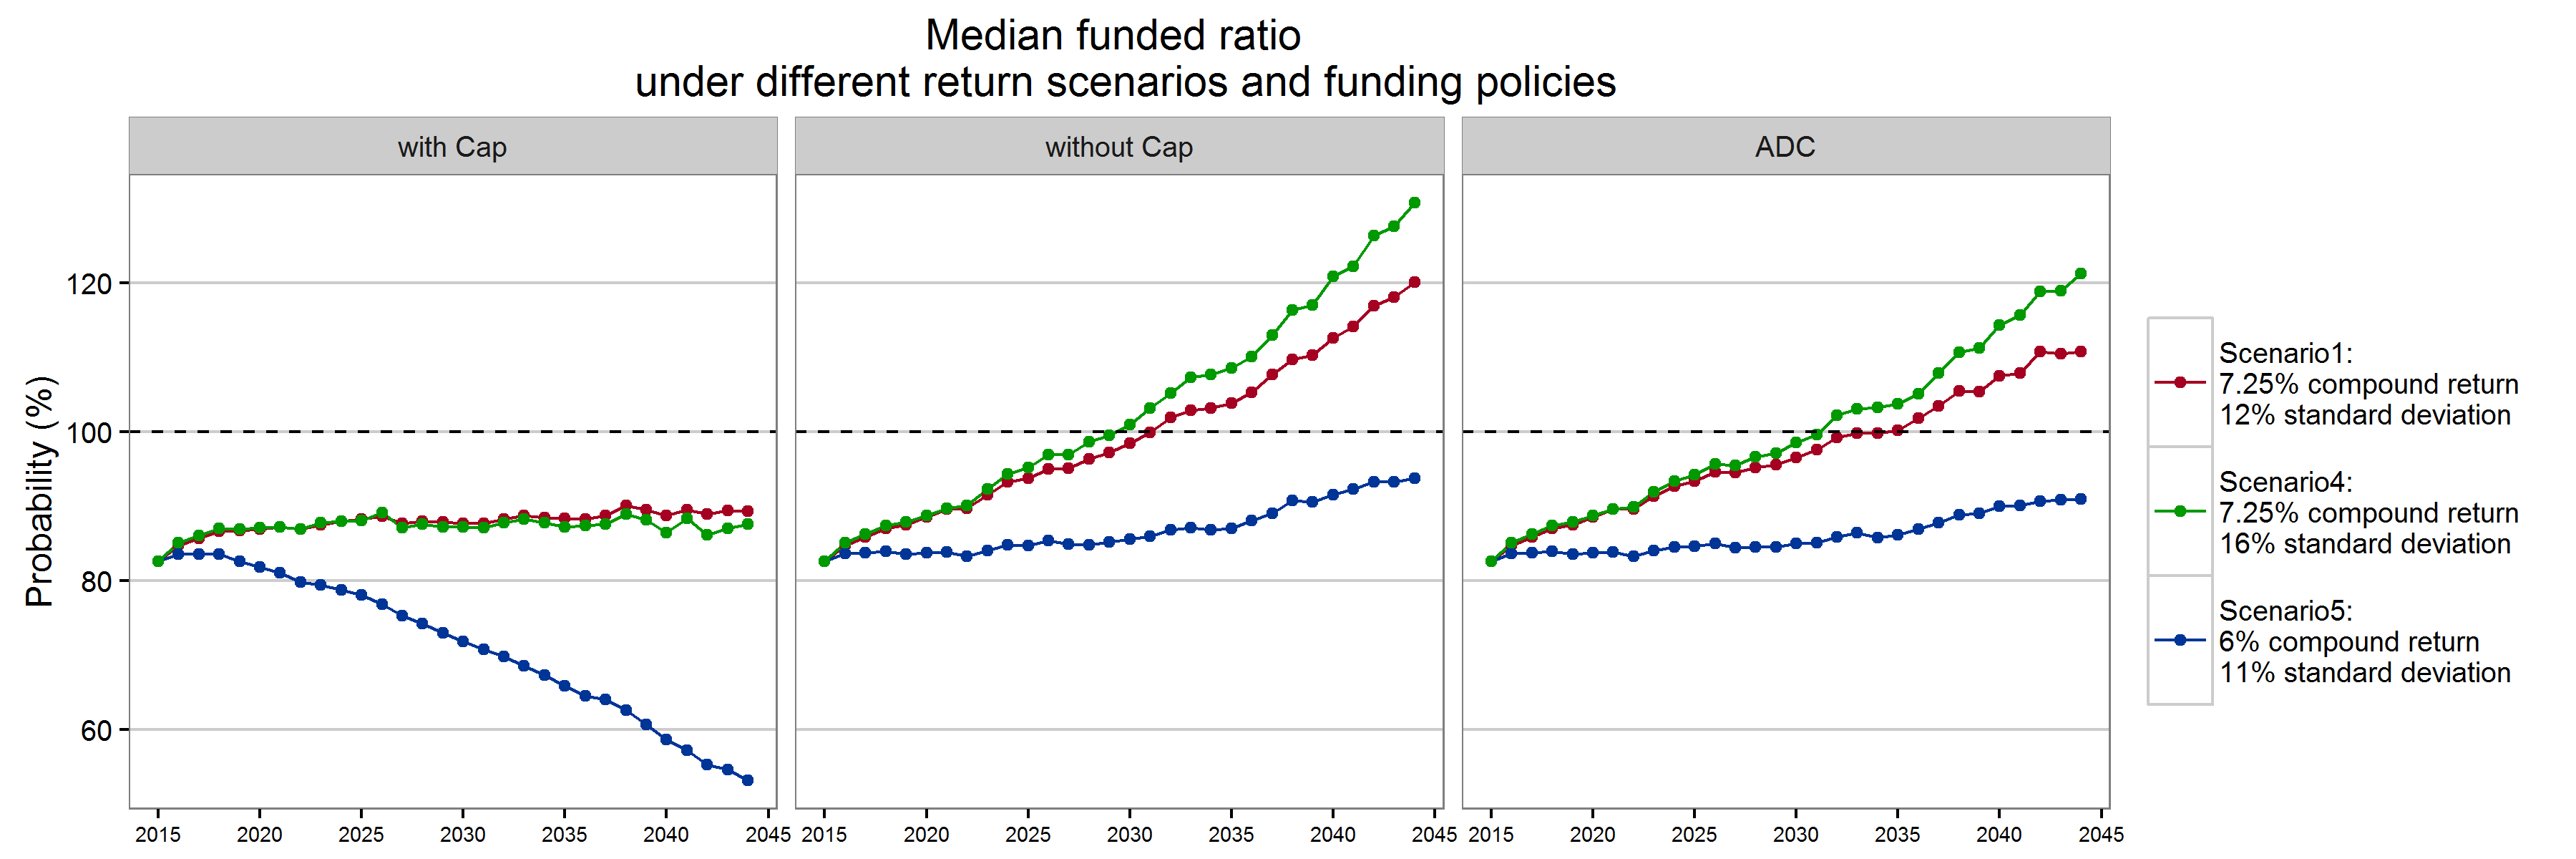 Median funded ratio
under different return scenarios and funding policies
with Cap
without Cap
ADC
Probability (%)
120
100
80
60
2015 2020 2025 2030 2035 2040 2045
2015 2020 2025 2030 2035 2040 2045
2015 2020 2025 2030 2035 2040 2045
Scenario1:
7.25% compound return
12% standard deviation
Scenario4:
7.25% compound return
16% standard deviation
Scenario5:
6% compound return
11% standard deviation